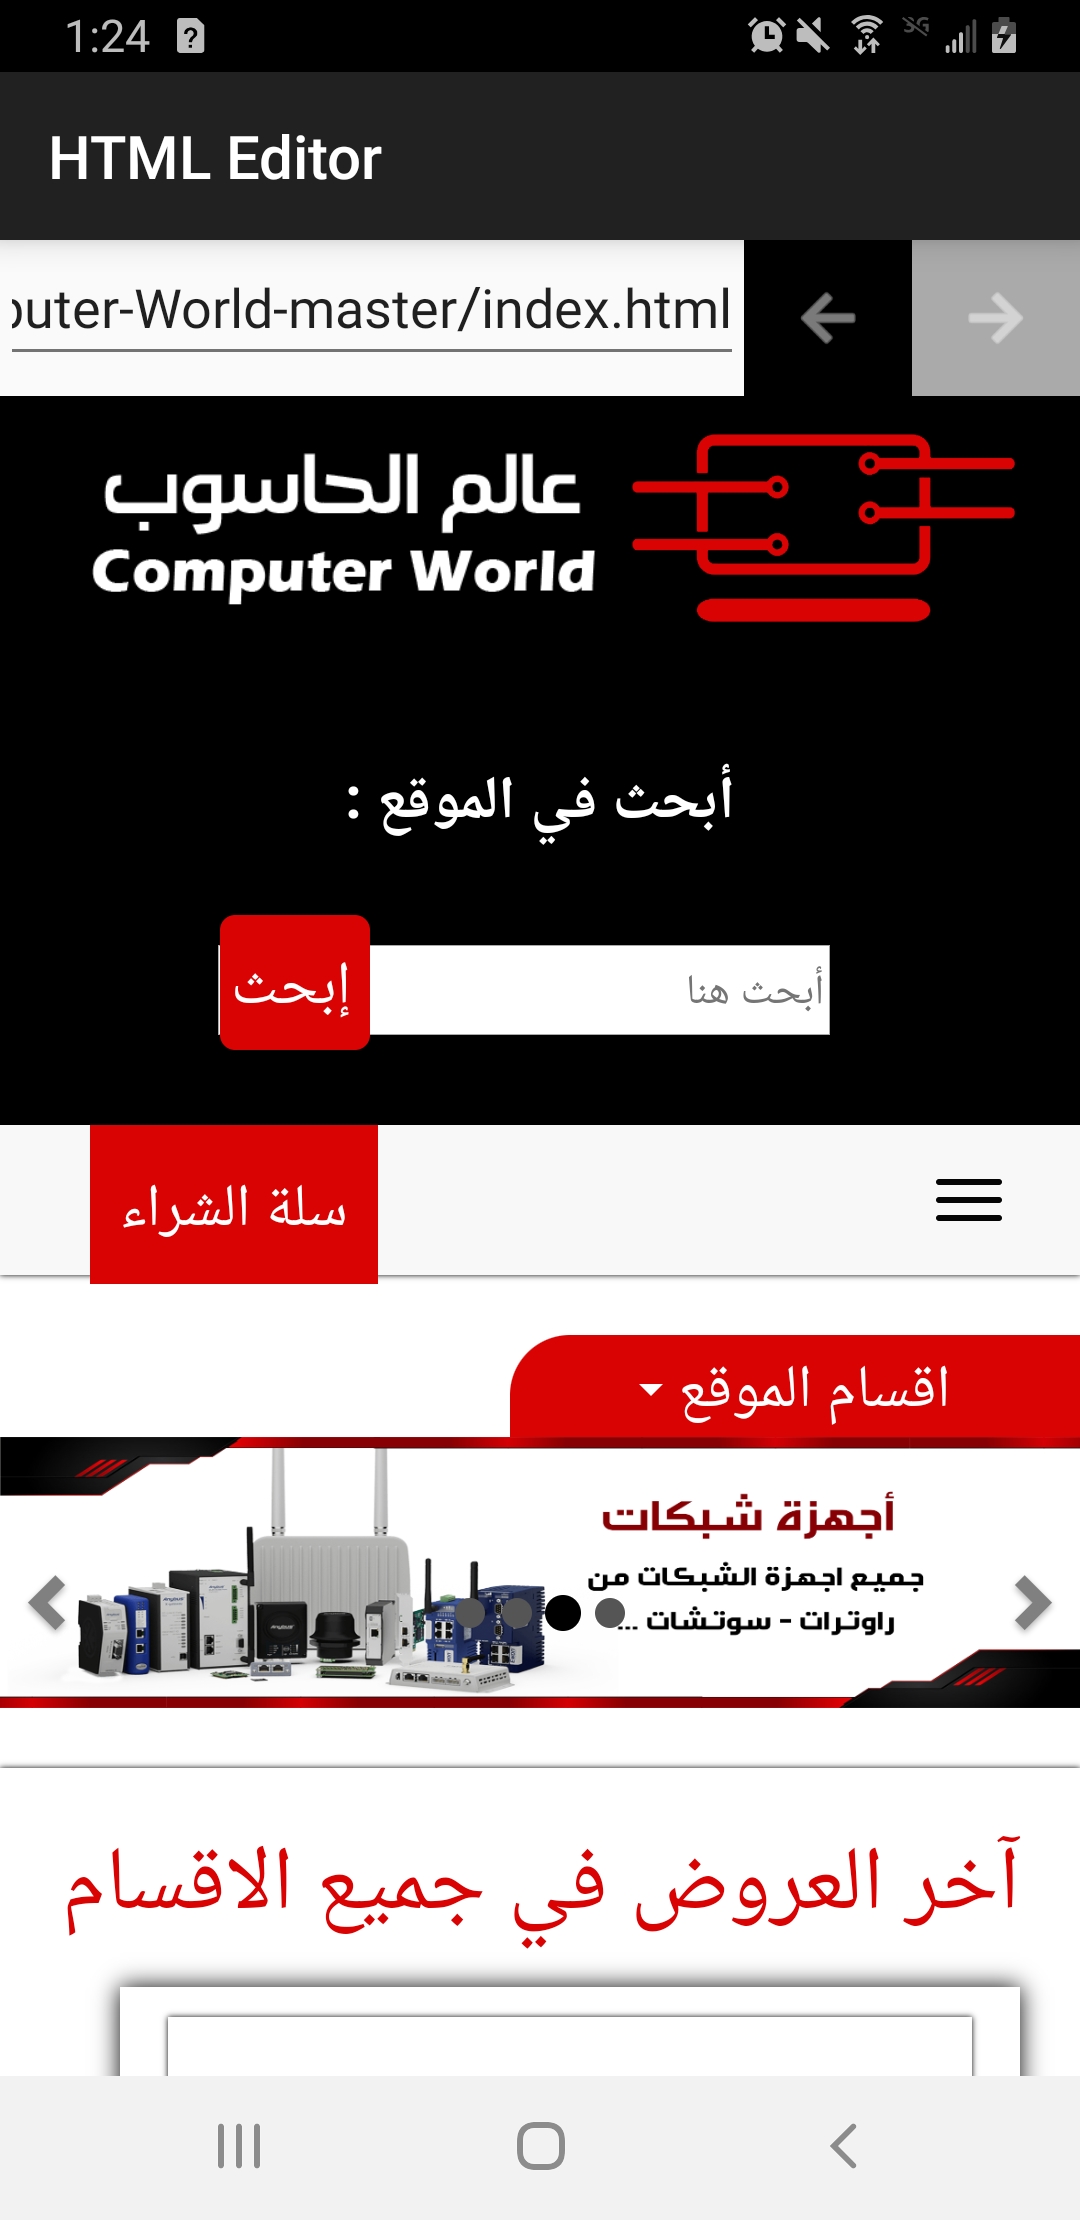 1:24
HTML Editor
outer-World-master/index.html
عالم الحاسوب
Computer World
أبحث في الموقع :
إبحث
أبحث هنا
سلة الشراء
اقسام الموقع
أجهزة شبكات
جميع اجهزة الشبكات من
راوترات - سوتشات ...
آخر العروض في جميع الاقسام